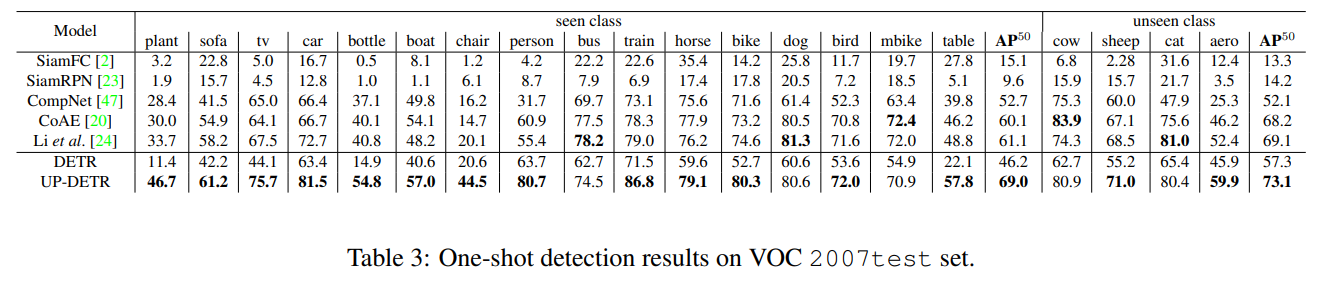 Model seen class unseen class
plant sofa tv car bottle boat chair person bus train horse bike dog bird mbike table AP50 cow sheep cat aero AP50
SiamFC [2] 3.2 22.8 5.0 16.7 0.5 8.1 1.2 4.2 22.2 22.6 35.4 14.2 25.8 11.7 19.7 27.8 15.1 6.8 2.28 31.6 12.4 13.3
SiamRPN [23] 1.9 15.7 4.5 12.8 1.0 1.1 6.1 8.7 7.9 6.9 17.4 17.8 20.5 7.2 18.5 5.1 9.6 15.9 15.7 21.7 3.5 14.2
CompNet [47] 28.4 41.5 65.0 66.4 37.1 49.8 16.2 31.7 69.7 73.1 75.6 71.6 61.4 52.3 63.4 39.8 52.7 75.3 60.0 47.9 25.3 52.1
CoAE [20] 30.0 54.9 64.1 66.7 40.1 54.1 14.7 60.9 77.5 78.3 77.9 73.2 80.5 70.8 72.4 46.2 60.1 83.9 67.1 75.6 46.2 68.2
Li et al. [24] 33.7 58.2 67.5 72.7 40.8 48.2 20.1 55.4 78.2 79.0 76.2 74.6 81.3 71.6 72.0 48.8 61.1 74.3 68.5 81.0 52.4 69.1
DETR 11.4 42.2 44.1 63.4 14.9 40.6 20.6 63.7 62.7 71.5 59.6 52.7 60.6 53.6 54.9 22.1 46.2 62.7 55.2 65.4 45.9 57.3
UP-DETR 46.7 61.2 75.7 81.5 54.8 57.0 44.5 80.7 74.5 86.8 79.1 80.3 80.6 72.0 70.9 57.8 69.0 80.9 71.0 80.4 59.9 73.1
Table 3: One-shot detection results on VOC 2007test set.